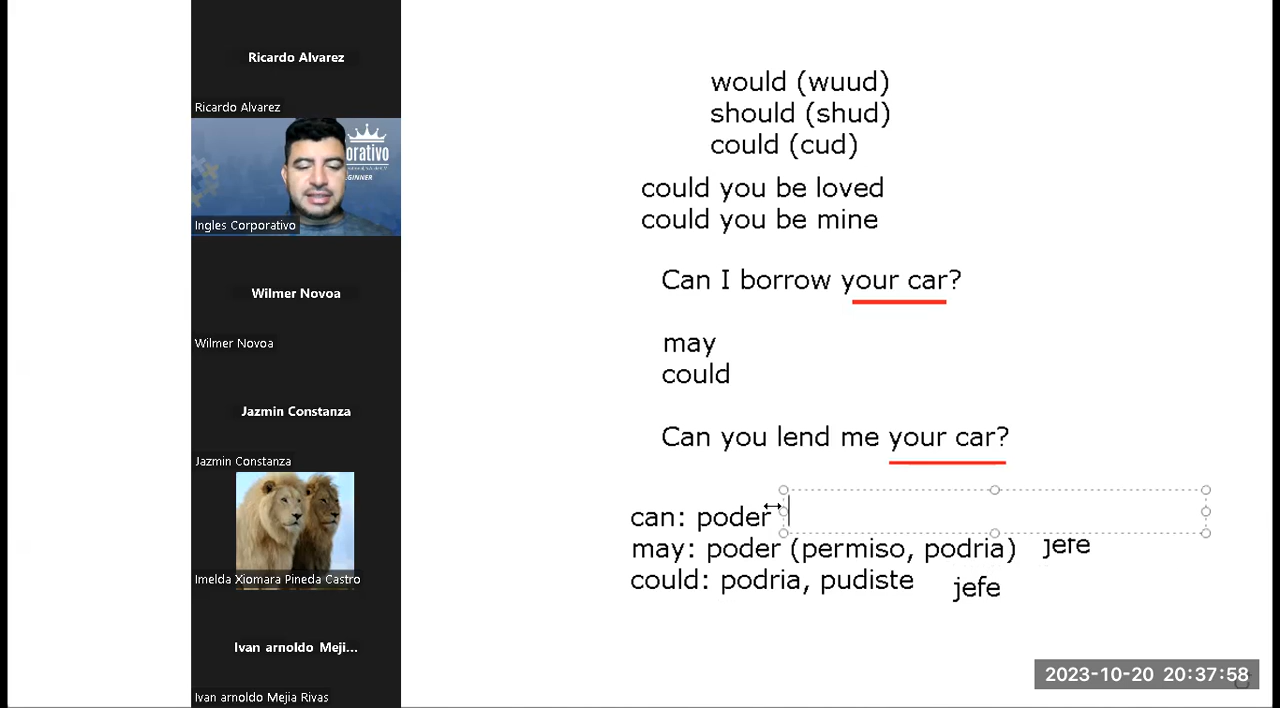 Ricardo Alvarez
Ricardo Alvarez
orativo
GINNER
Ingles Corporativo
Wilmer Novoa
Wilmer Novoa
Jazmin Constanza
Jazmin Constanza
Imelda Xiomara Pineda Castro
Ivan arnoldo Meji...
Ivan arnoldo Mejia Rivas
would (wuud)
should (shud)
could (cud)
could you be loved
could you be mine
Can I borrow your car?
may
could
Can you lend me your car?
can: poder
may: poder (permiso, podria) jefe
could: podria, pudiste jefe
2023-10-20 20:37:58